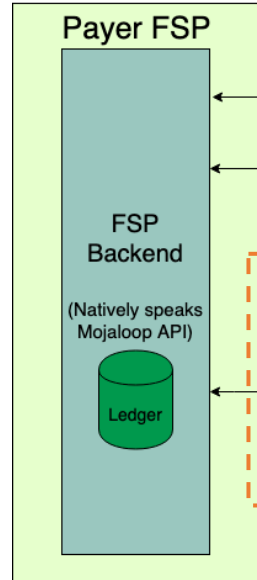 Payer FSP
FSP
Backend
(Natively speaks
Mojaloop API)
Ledger